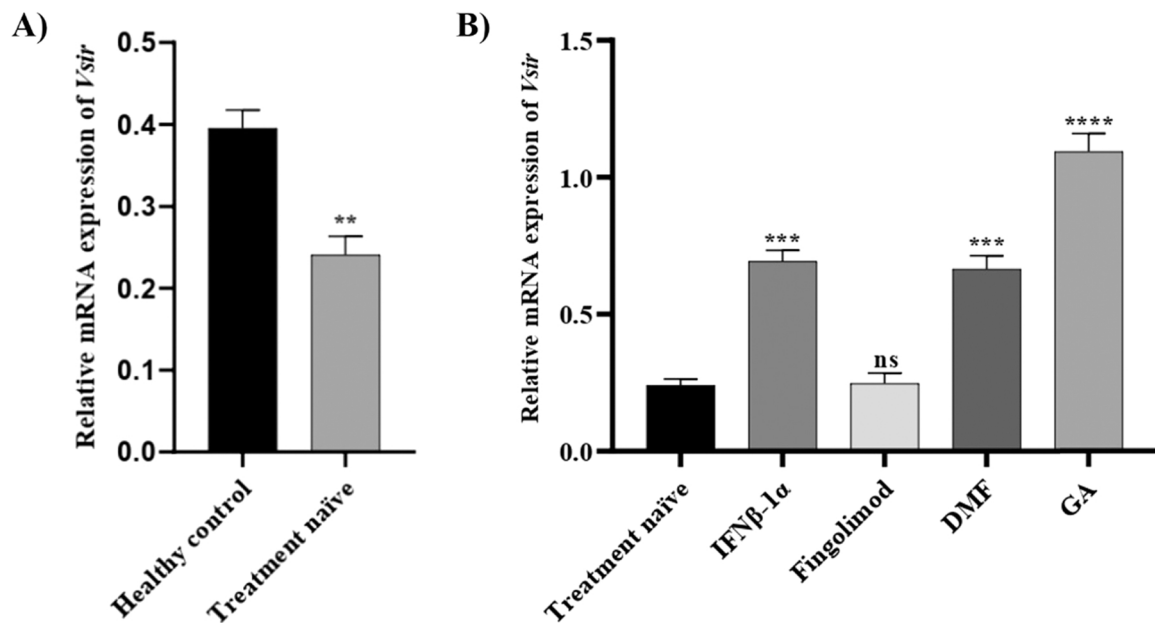 A)
Relative mRNA expression of Vsir
0.5
0.4
0.3
0.2
0.1
0.0
**
Healthy control
Treatment naïve
B)
Relative mRNA expression of Vsir
1.5
1.0
0.5
0.0
***
ns
***
****
Treatment naïve
IFNβ-1α
Fingolimod
DMF
GA